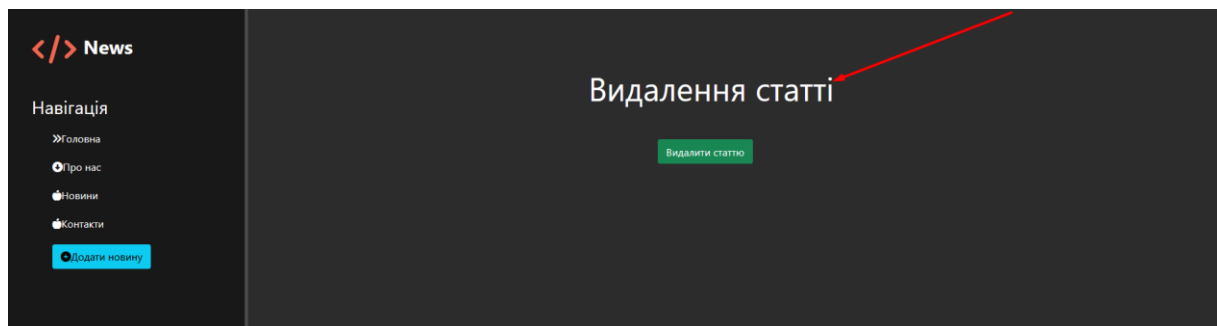 </> News
Навігація
Головна
Про нас
Новини
Контакти
Додати новину
Видалення статті
Видалити статтю